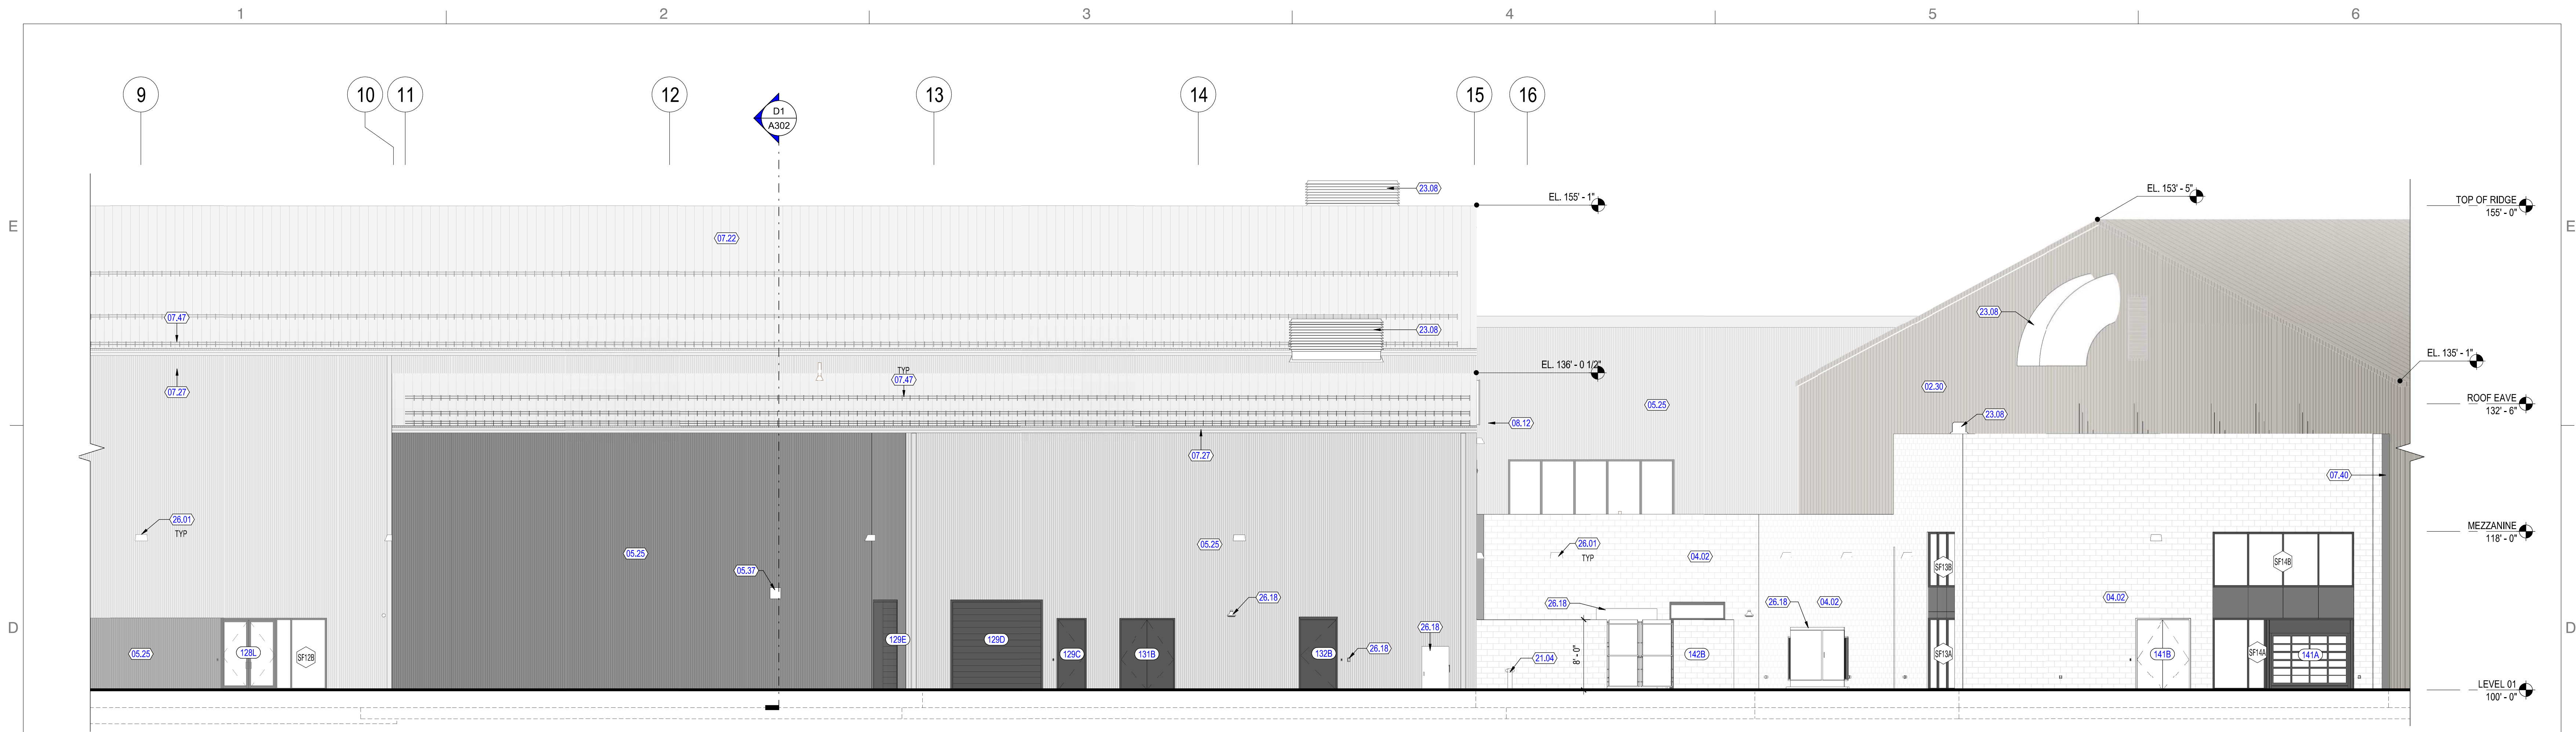 1 2 3 4 5 6
9 10 11 12 13 14 15 16
D1
A302
23.08
EL. 155' - 1"
EL. 153' - 5"
TOP OF RIDGE
155' - 0"
E
E
07.22
07.47
23.08
23.08
EL. 136' - 0 1/2"
EL. 135' - 1"
TYP
07.47
07.27
02.30
05.25
ROOF EAVE
132' - 6"
08.12
23.08
07.27
07.40
26.01
TYP
MEZZANINE
118' - 0"
05.25
05.25
26.01
TYP
04.02
05.37
SF13B
SF14B
26.18
26.18
26.18
04.02
04.02
D
D
26.18
129E
129D
129C
131B
132B
26.18
8' - 0"
142B
SF13A
141B
SF14A
141A
05.25
128L
SF12B
21.04
LEVEL 01
100' - 0"